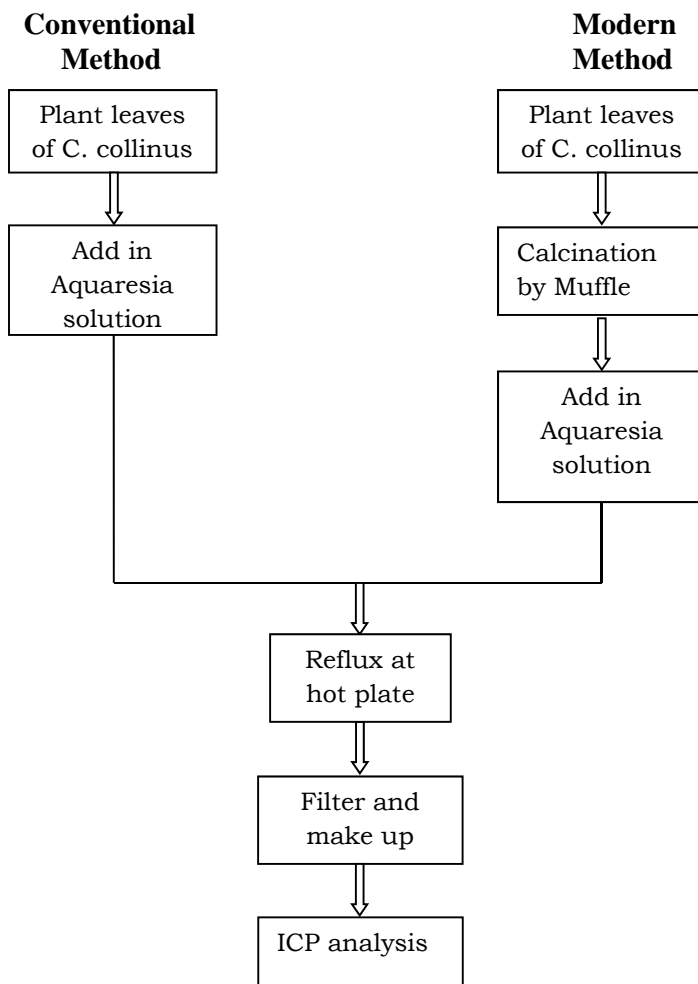 Conventional
Method
Plant leaves
of C. collinus
Add in
Aquaresia
solution
Modern
Method
Plant leaves
of C. collinus
Calcination
by Muffle
Add in
Aquaresia
solution
Reflux at
hot plate
Filter and
make up
ICP analysis